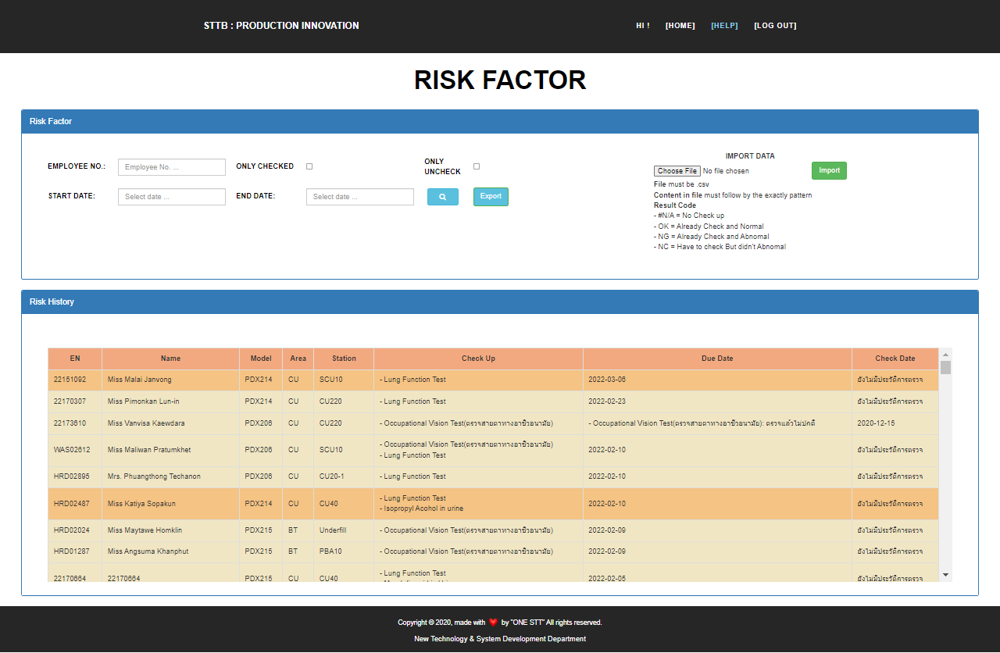 STTB : PRODUCTION INNOVATION
HI ! [HOME] [HELP] [LOG OUT]
RISK FACTOR
Risk Factor
IMPORT DATA
EMPLOYEE NO.: Employee No. ... ONLY CHECKED ONLY UNCHECK
Choose File No file chosen Import
File must be .csv
START DATE: Select date ... END DATE: Select date ... Export
Content in file must follow by the exactly pattern
Result Code
- #N/A = No Check up
- OK = Already Check and Normal
- NG = Already Check and Abnomal
- NC = Have to check But didn't Abnomal
Risk History
EN Name Model Area Station Check Up Due Date Check Date
22151092 Miss Malai Janvong PDX214 CU SCU10 - Lung Function Test 2022-03-06 ยังไม่มีประวัติการตรวจ
22170307 Miss Pimonkan Lun-in PDX214 CU CU220 - Lung Function Test 2022-02-23 ยังไม่มีประวัติการตรวจ
22173610 Miss Vanvisa Kaewdara PDX206 CU CU220 - Occupational Vision Test(ตรวจสายตาทางอาชีวอนามัย) - Occupational Vision Test(ตรวจสายตาทางอาชีวอนามัย): ตรวจแล้วไม่ปกติ 2020-12-15
WAS02612 Miss Maliwan Pratumkhet PDX206 CU SCU10 - Occupational Vision Test(ตรวจสายตาทางอาชีวอนามัย)
- Lung Function Test 2022-02-10 ยังไม่มีประวัติการตรวจ
HRD02895 Mrs. Phuangthong Techanon PDX206 CU CU20-1 - Lung Function Test 2022-02-10 ยังไม่มีประวัติการตรวจ
HRD02487 Miss Katiya Sopakun PDX214 CU CU40 - Lung Function Test
- Isopropyl Acohol in urine 2022-02-10 ยังไม่มีประวัติการตรวจ
HRD02024 Miss Maytawe Homklin PDX215 BT Underfill - Occupational Vision Test(ตรวจสายตาทางอาชีวอนามัย) 2022-02-09 ยังไม่มีประวัติการตรวจ
HRD01287 Miss Angsuma Khanphut PDX215 BT PBA10 - Occupational Vision Test(ตรวจสายตาทางอาชีวอนามัย) 2022-02-09 ยังไม่มีประวัติการตรวจ
22170664 22170664 PDX215 CU CU40 - Lung Function Test 2022-02-05 ยังไม่มีประวัติการตรวจ
Copyright © 2020, made with by "ONE STT" All rights reserved.
New Technology & System Development Department